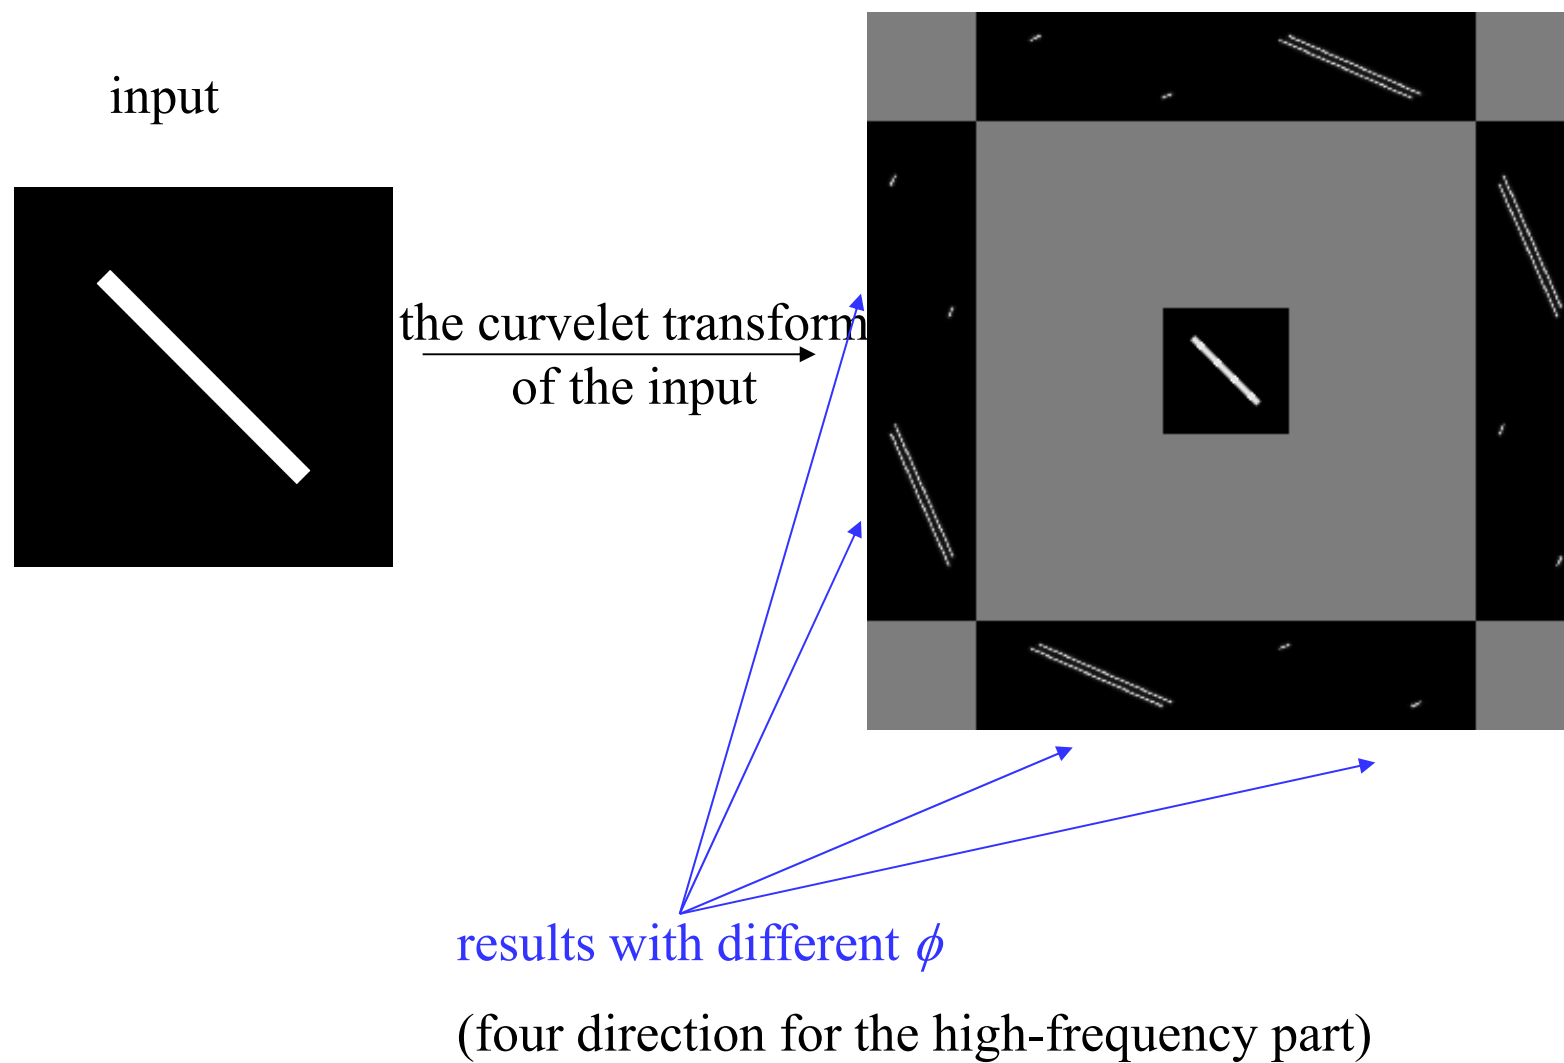 input
the curvelet transform
of the input
results with different ϕ
(four direction for the high-frequency part)